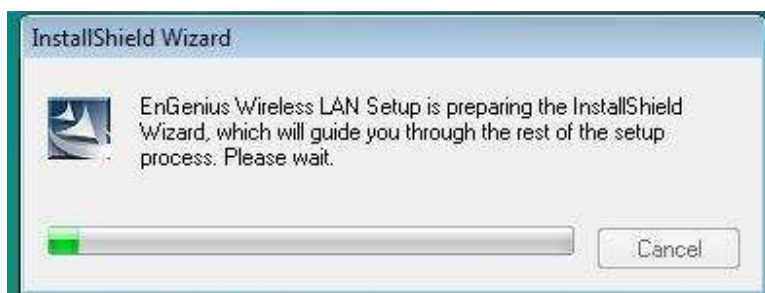 InstallShield Wizard
EnGenius Wireless LAN Setup is preparing the InstallShield
Wizard, which will guide you through the rest of the setup
process. Please wait.
Cancel